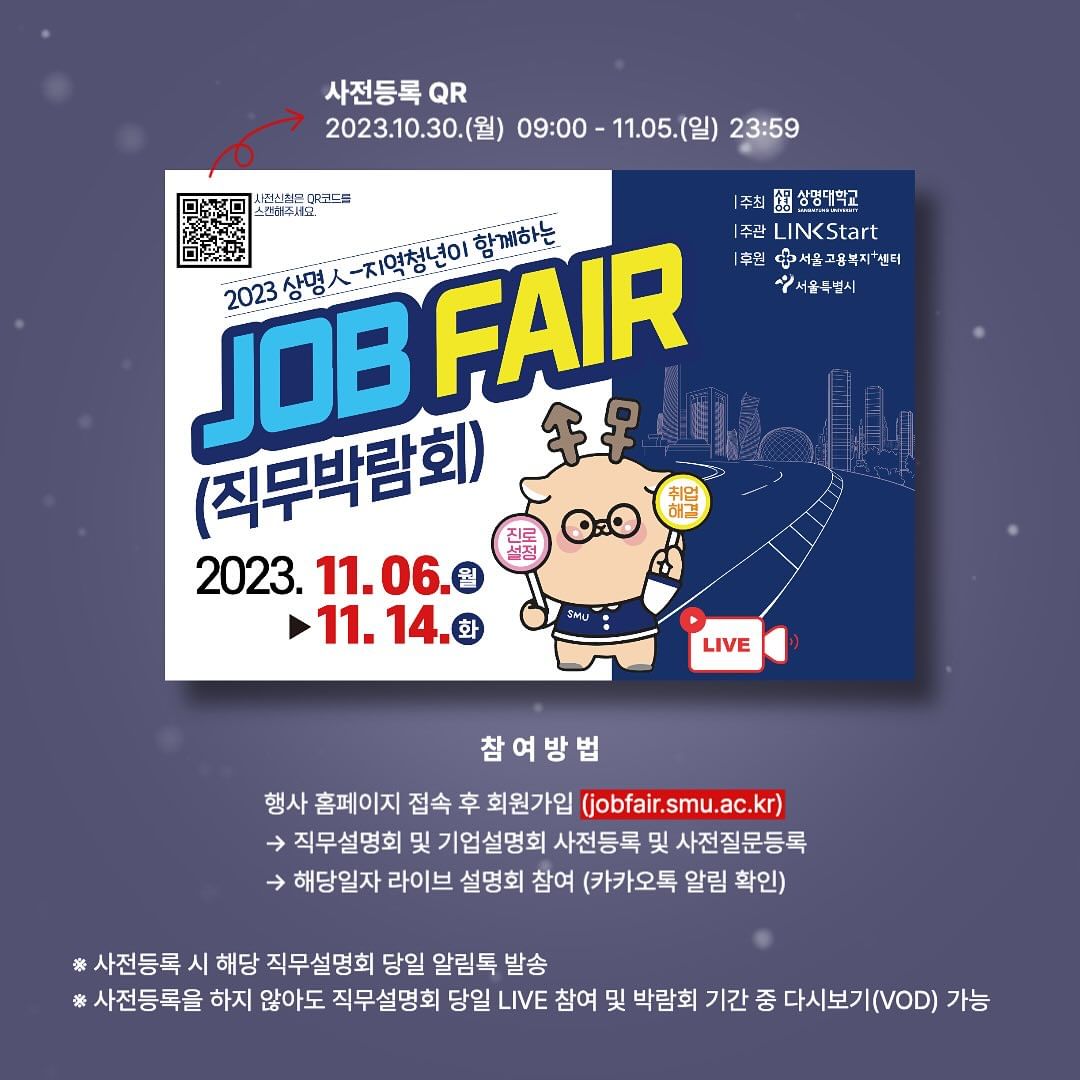 사전등록 QR
2023.10.30.(월) 09:00 - 11.05.(일) 23:59
사전신청은 QR코드를
스캔해주세요.
주최 상명대학교
SANGMYUNG UNIVERSITY
주관 LINKStart
후원 서울고용복지+센터
서울특별시
2023 상명人-지역청년이 함께하는
JOB FAIR
(직무박람회)
2023. 11. 06. 월
▶11. 14. 화
진로
설정
취업
해결
SMU
LIVE
참여방법
행사 홈페이지 접속 후 회원가입 (jobfair.smu.ac.kr)
→ 직무설명회 및 기업설명회 사전등록 및 사전질문등록
→ 해당일자 라이브 설명회 참여 (카카오톡 알림 확인)
※ 사전등록 시 해당 직무설명회 당일 알림톡 발송
※ 사전등록을 하지 않아도 직무설명회 당일 LIVE 참여 및 박람회 기간 중 다시보기(VOD) 가능